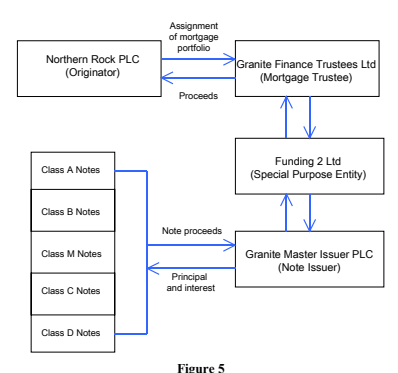 Assignment
of mortgage
portfolio
Northern Rock PLC
(Originator)
Granite Finance Trustees Ltd
(Mortgage Trustee)
Proceeds
Funding 2 Ltd
(Special Purpose Entity)
Class A Notes
Class B Notes
Class M Notes
Class C Notes
Class D Notes
Note proceeds
Granite Master Issuer PLC
(Note Issuer)
Principal
and interest
Figure 5